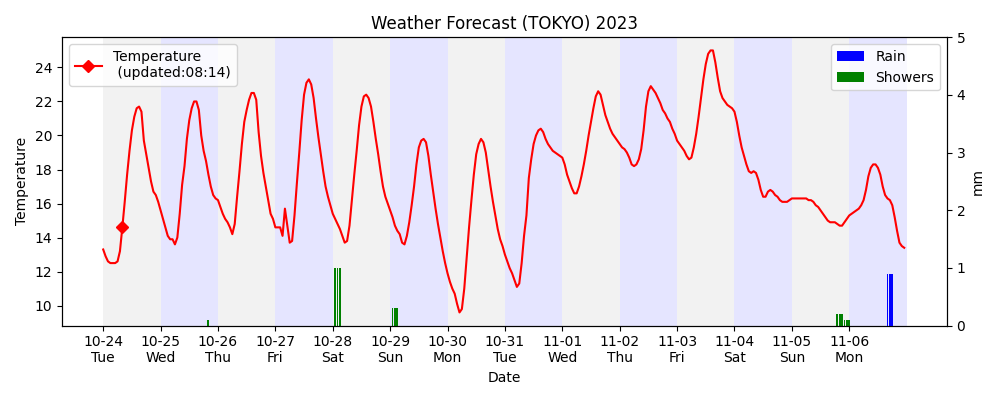 Weather Forecast (TOKYO) 2023
Temperature
(updated:08:14)
Rain
Showers
Temperature
24
22
20
18
16
14
12
10
5
4
3
2
1
0
mm
10-24 10-25 10-26 10-27 10-28 10-29 10-30 10-31 11-01 11-02 11-03 11-04 11-05 11-06
Tue Wed Thu Fri Sat Sun Mon Tue Wed Thu Fri Sat Sun Mon
Date